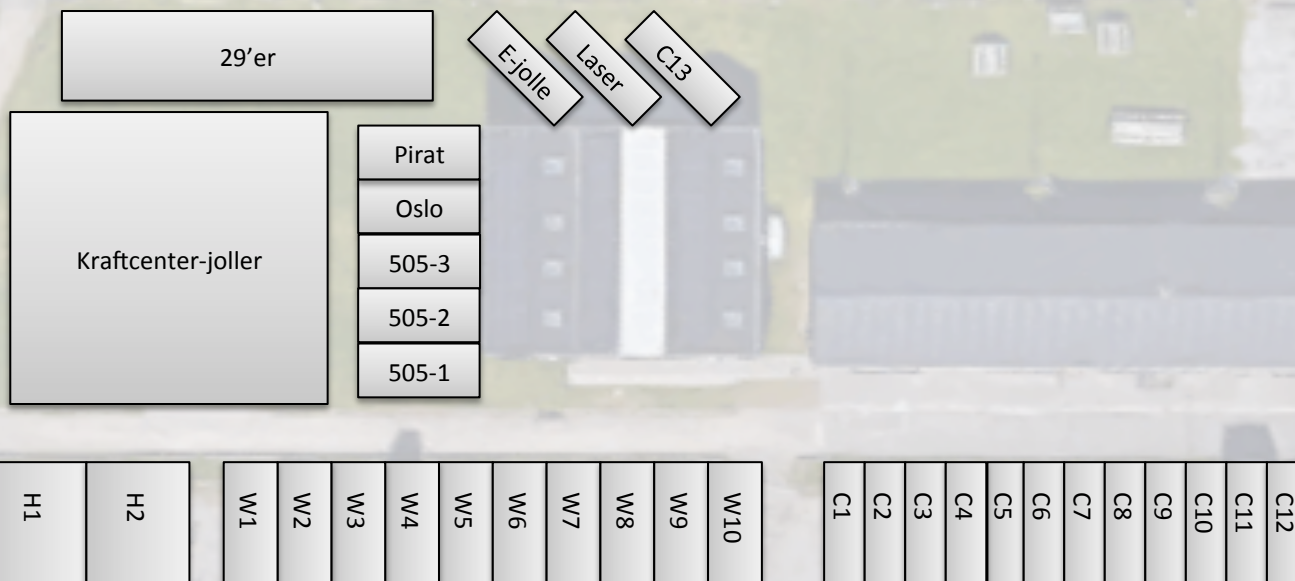 29’er
E-jolle
Laser
C13
Pirat
Oslo
Kraftcenter-joller
505-3
505-2
505-1
H1
H2
W1
W2
W3
W4
W5
W6
W7
W8
W9
W10
C1
C2
C3
C4
C5
C6
C7
C8
C9
C10
C11
C12